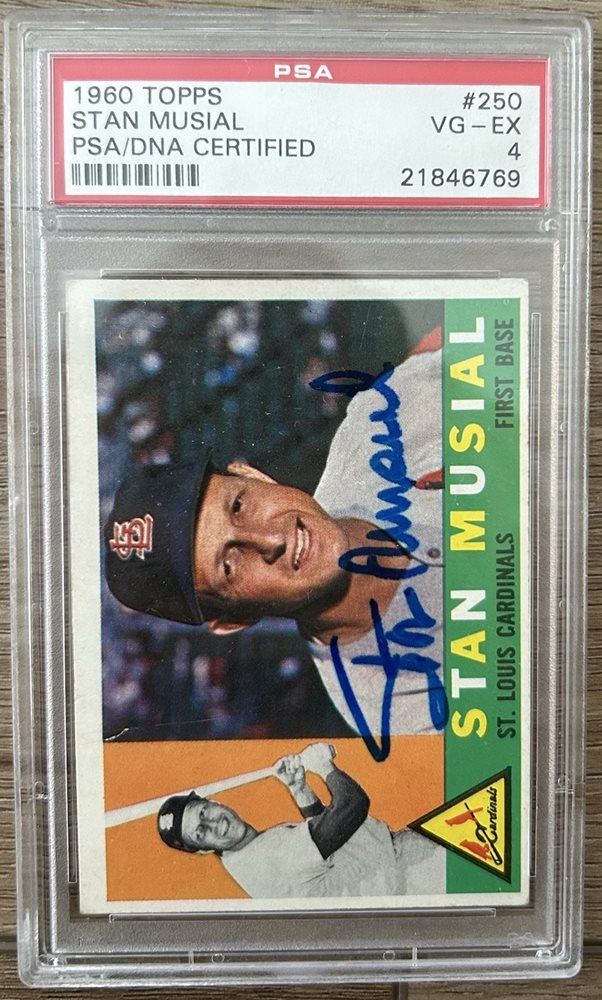 PSA
1960 TOPPS #250
STAN MUSIAL VG-EX
PSA/DNA CERTIFIED 4
21846769
STAN MUSIAL
ST. LOUIS CARDINALS FIRST BASE
Stan Musial
StL
Cardinals